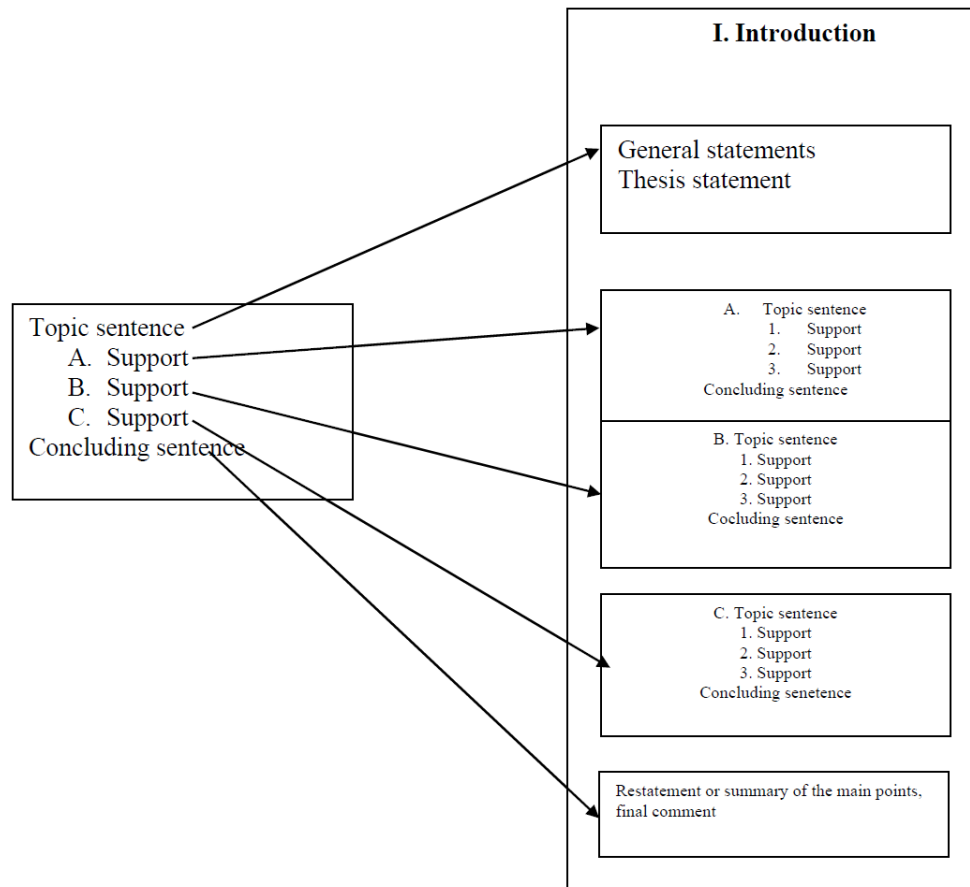 I. Introduction
General statements
Thesis statement
Topic sentence
A. Support
B. Support
C. Support
Concluding sentence
A. Topic sentence
1. Support
2. Support
3. Support
Concluding sentence
B. Topic sentence
1. Support
2. Support
3. Support
Cocluding sentence
C. Topic sentence
1. Support
2. Support
3. Support
Concluding senetence
Restatement or summary of the main points,
final comment